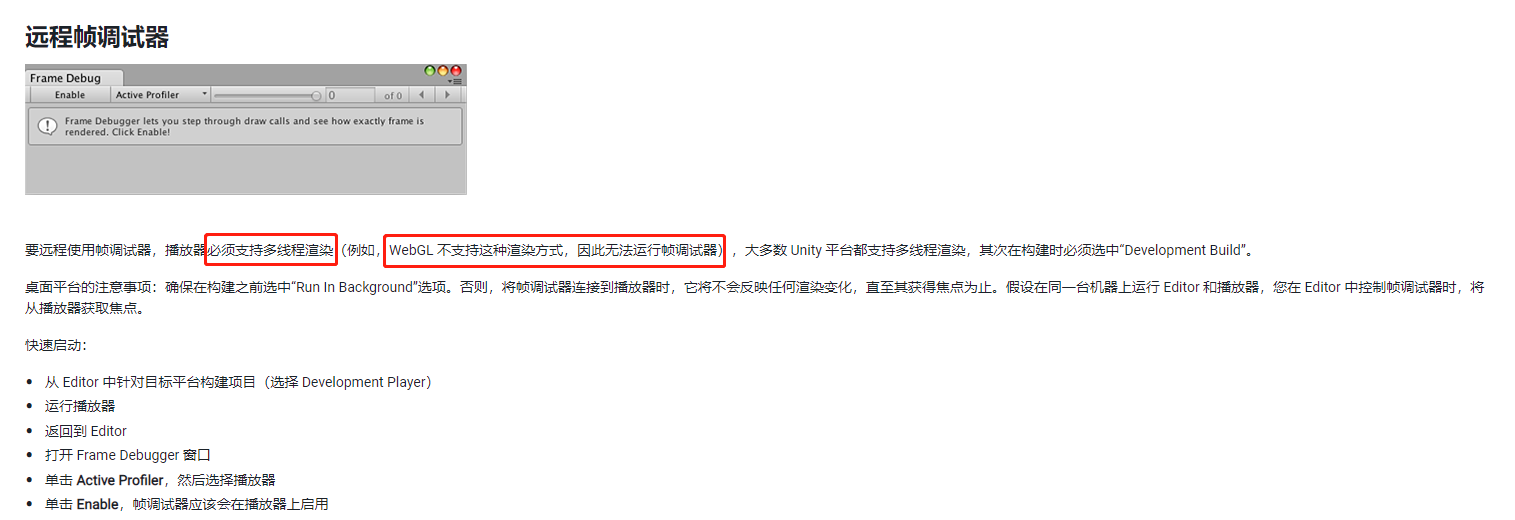 远程帧调试器
Frame Debug
Enable
Active Profiler
0
of 0
Frame Debugger lets you step through draw calls and see how exactly frame is
rendered. Click Enable!
要远程使用帧调试器，播放器必须支持多线程渲染（例如，WebGL 不支持这种渲染方式，因此无法运行帧调试器），大多数 Unity 平台都支持多线程渲染，其次在构建时必须选中“Development Build”。
桌面平台的注意事项：确保在构建之前选中“Run In Background”选项。否则，将帧调试器连接到播放器时，它将不会反映任何渲染变化，直至其获得焦点为止。假设在同一台机器上运行 Editor 和播放器，您在 Editor 中控制帧调试器时，将
从播放器获取焦点。
快速启动：
• 从 Editor 中针对目标平台构建项目（选择 Development Player）
• 运行播放器
• 返回到 Editor
• 打开 Frame Debugger 窗口
• 单击 Active Profiler，然后选择播放器
• 单击 Enable，帧调试器应该会在播放器上启用